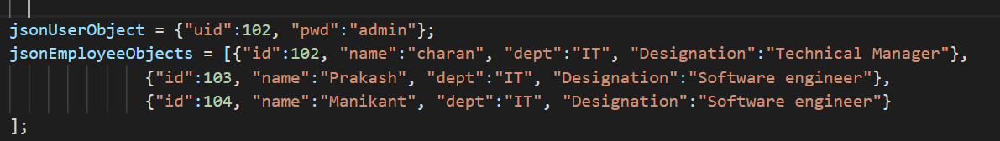 jsonUserObject = {"uid":102, "pwd":"admin"};
jsonEmployeeObjects = [{"id":102, "name":"charan", "dept":"IT", "Designation":"Technical Manager"},
{"id":103, "name":"Prakash", "dept":"IT", "Designation":"Software engineer"},
{"id":104, "name":"Manikant", "dept":"IT", "Designation":"Software engineer"}
];